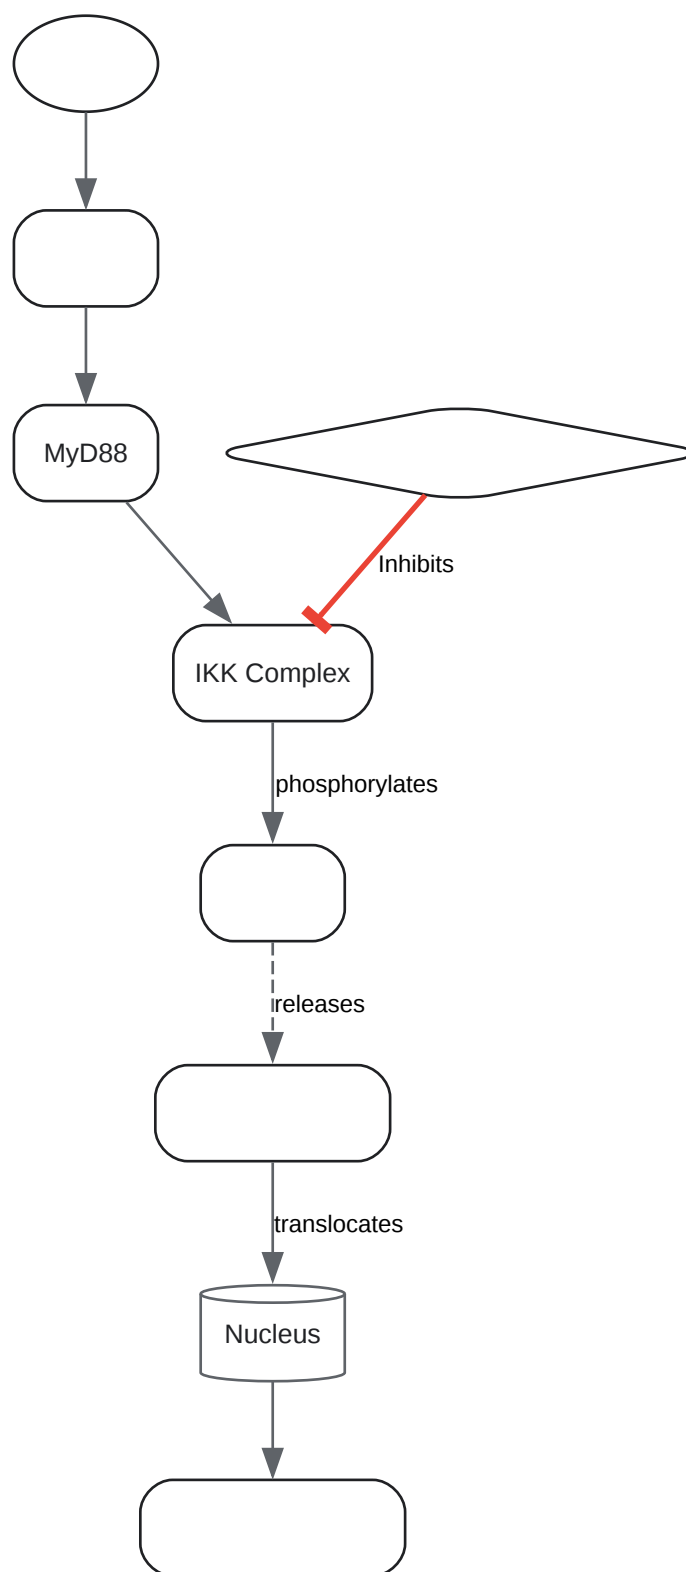 MyD88
Inhibits
IKK Complex
phosphorylates
releases
translocates
Nucleus